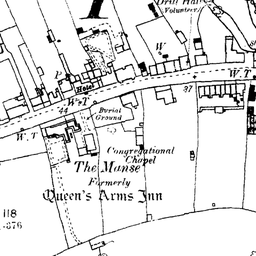 Drill Hall
(Volunteer)
W
P
Hotel
W.T
W.T
44
37
Burial
Ground
W.T
Congregational
Chapel
The Manse
Formerly
Queen's Arms Inn
118